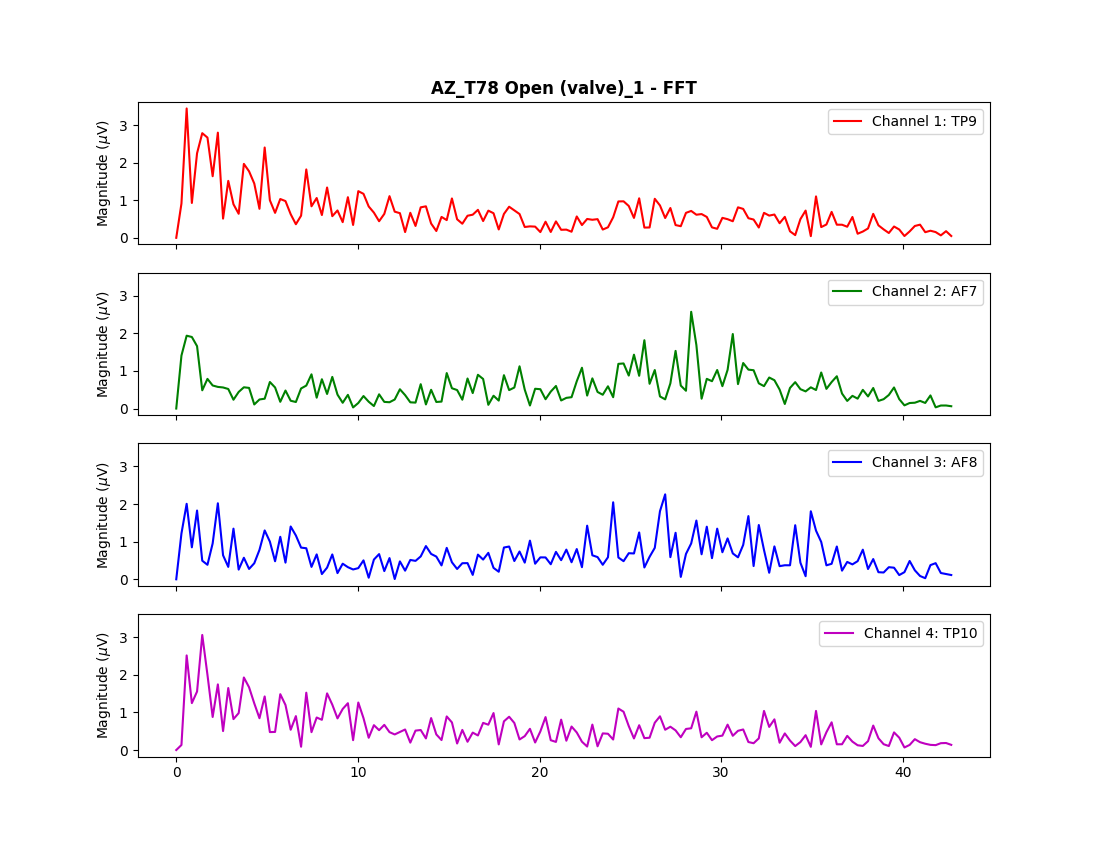 AZ_T78 Open (valve)_1 - FFT
Magnitude (μV)
3
2
1
0
Channel 1: TP9
Magnitude (μV)
3
2
1
0
Channel 2: AF7
Magnitude (μV)
3
2
1
0
Channel 3: AF8
Magnitude (μV)
3
2
1
0
Channel 4: TP10
0 10 20 30 40